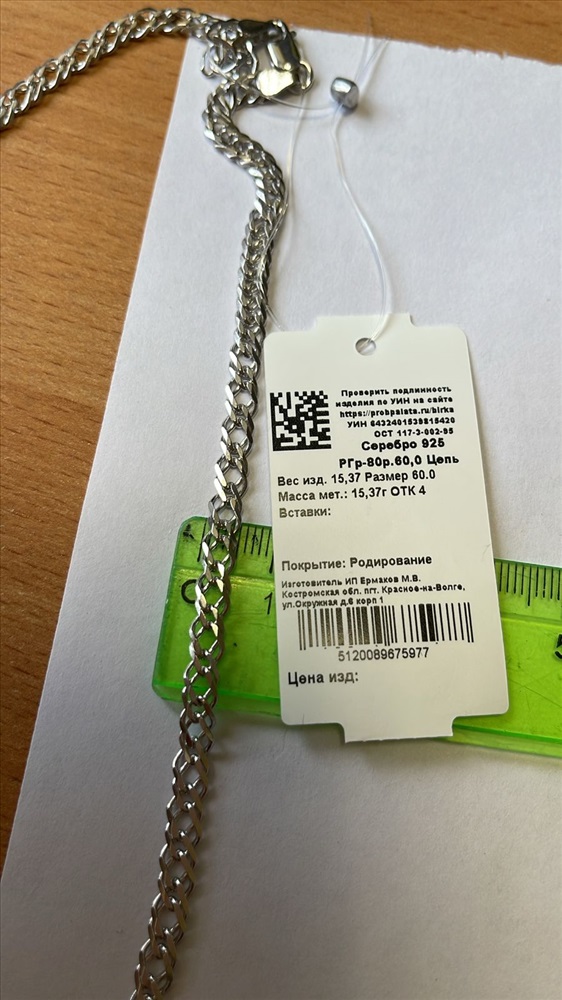 Проверить подлинность
изделия по УИН на сайте
https://probpalata.ru/birka
УИН 6432401539815420
ОСТ 117-3-002-95
Серебро 925
РГр-80р.60,0 Цепь
Вес изд. 15,37 Размер 60.0
Масса мет.: 15,37г ОТК 4
Вставки:
Покрытие: Родирование
Изготовитель ИП Ермаков М.В.
Костромская обл. пгт. Красное-на-Волге,
ул.Окружная д.6 корп 1
5120089675977
Цена изд:
0 1 5